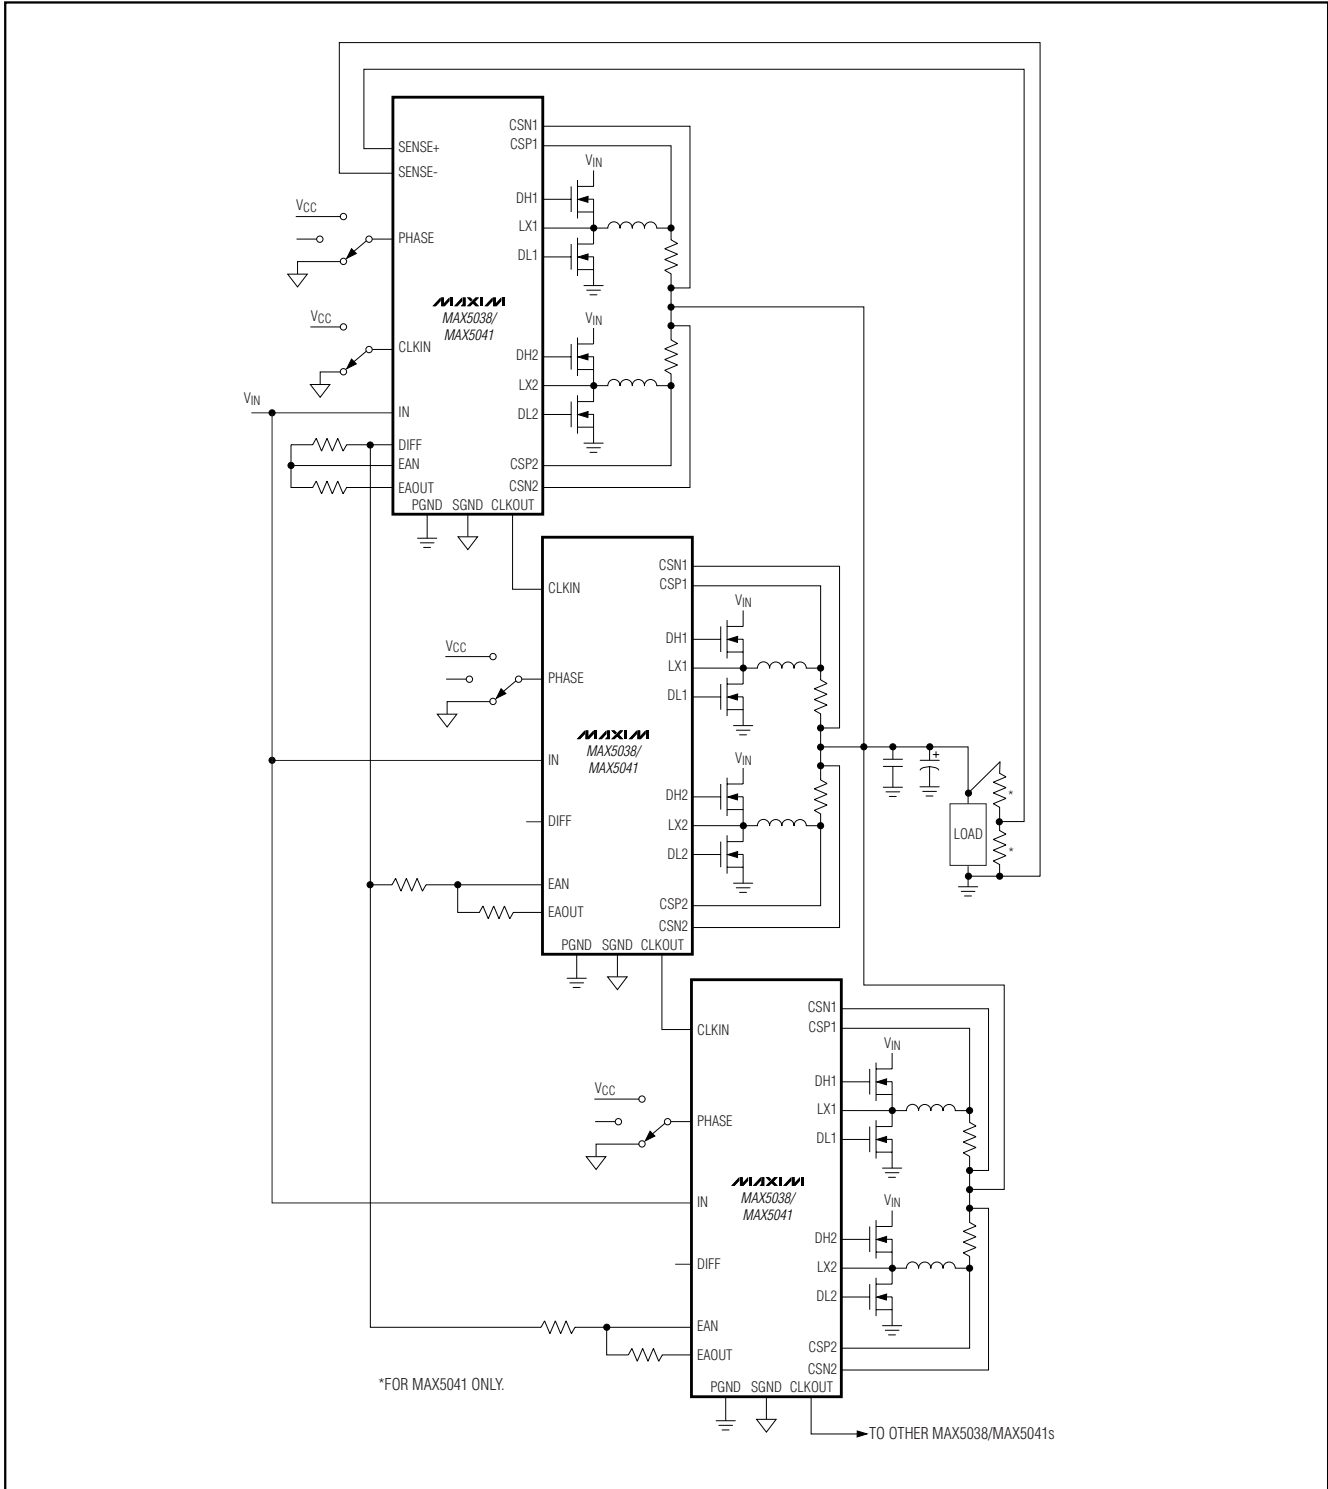 CSN1
CSP1
SENSE+
SENSE-
VIN
DH1
VCC
LX1
PHASE
DL1
MAXIM
MAX5038/
MAX5041
VCC
VIN
CLKIN
DH2
LX2
VIN
IN
DL2
DIFF
EAN
CSP2
EAOUT
CSN2
PGND SGND CLKOUT
CSN1
CSP1
CLKIN
VIN
DH1
VCC
LX1
PHASE
DL1
MAXIM
MAX5038/
MAX5041
IN
VIN
DH2
DIFF
LX2
DL2
+
*
LOAD
*
EAN
CSP2
EAOUT
CSN2
PGND SGND CLKOUT
CSN1
CSP1
CLKIN
VIN
DH1
VCC
LX1
PHASE
DL1
MAXIM
MAX5038/
MAX5041
IN
VIN
DH2
DIFF
LX2
DL2
EAN
CSP2
EAOUT
CSN2
*FOR MAX5041 ONLY.
PGND SGND CLKOUT
TO OTHER MAX5038/MAX5041s